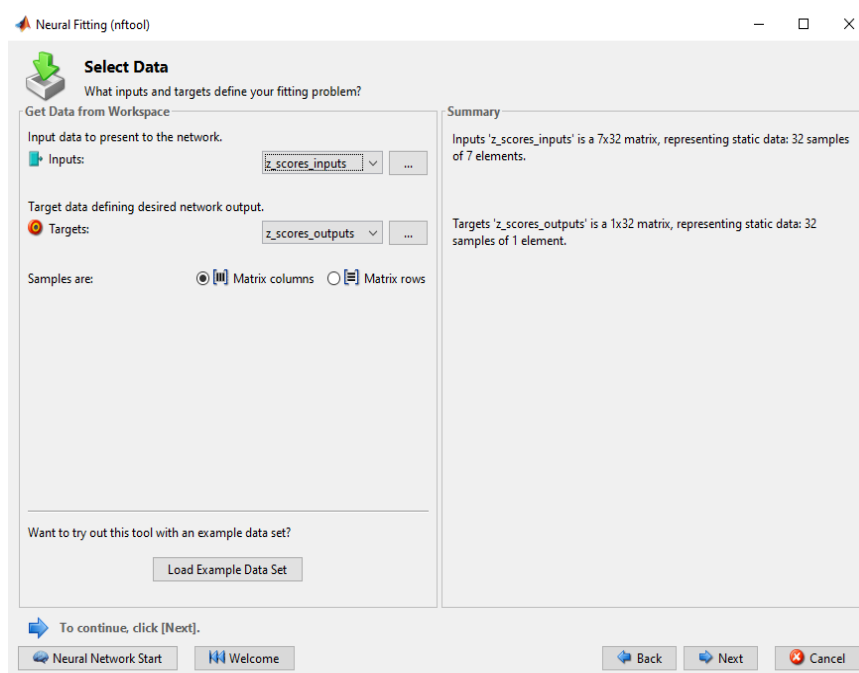 Neural Fitting (nftool)
Select Data
What inputs and targets define your fitting problem?
Get Data from Workspace
Input data to present to the network.
Inputs:
z_scores_inputs
...
Target data defining desired network output.
Targets:
z_scores_outputs
...
Samples are:
Matrix columns
Matrix rows
Want to try out this tool with an example data set?
Load Example Data Set
Summary
Inputs 'z_scores_inputs' is a 7x32 matrix, representing static data: 32 samples
of 7 elements.
Targets 'z_scores_outputs' is a 1x32 matrix, representing static data: 32
samples of 1 element.
To continue, click [Next].
Neural Network Start
Welcome
Back
Next
Cancel